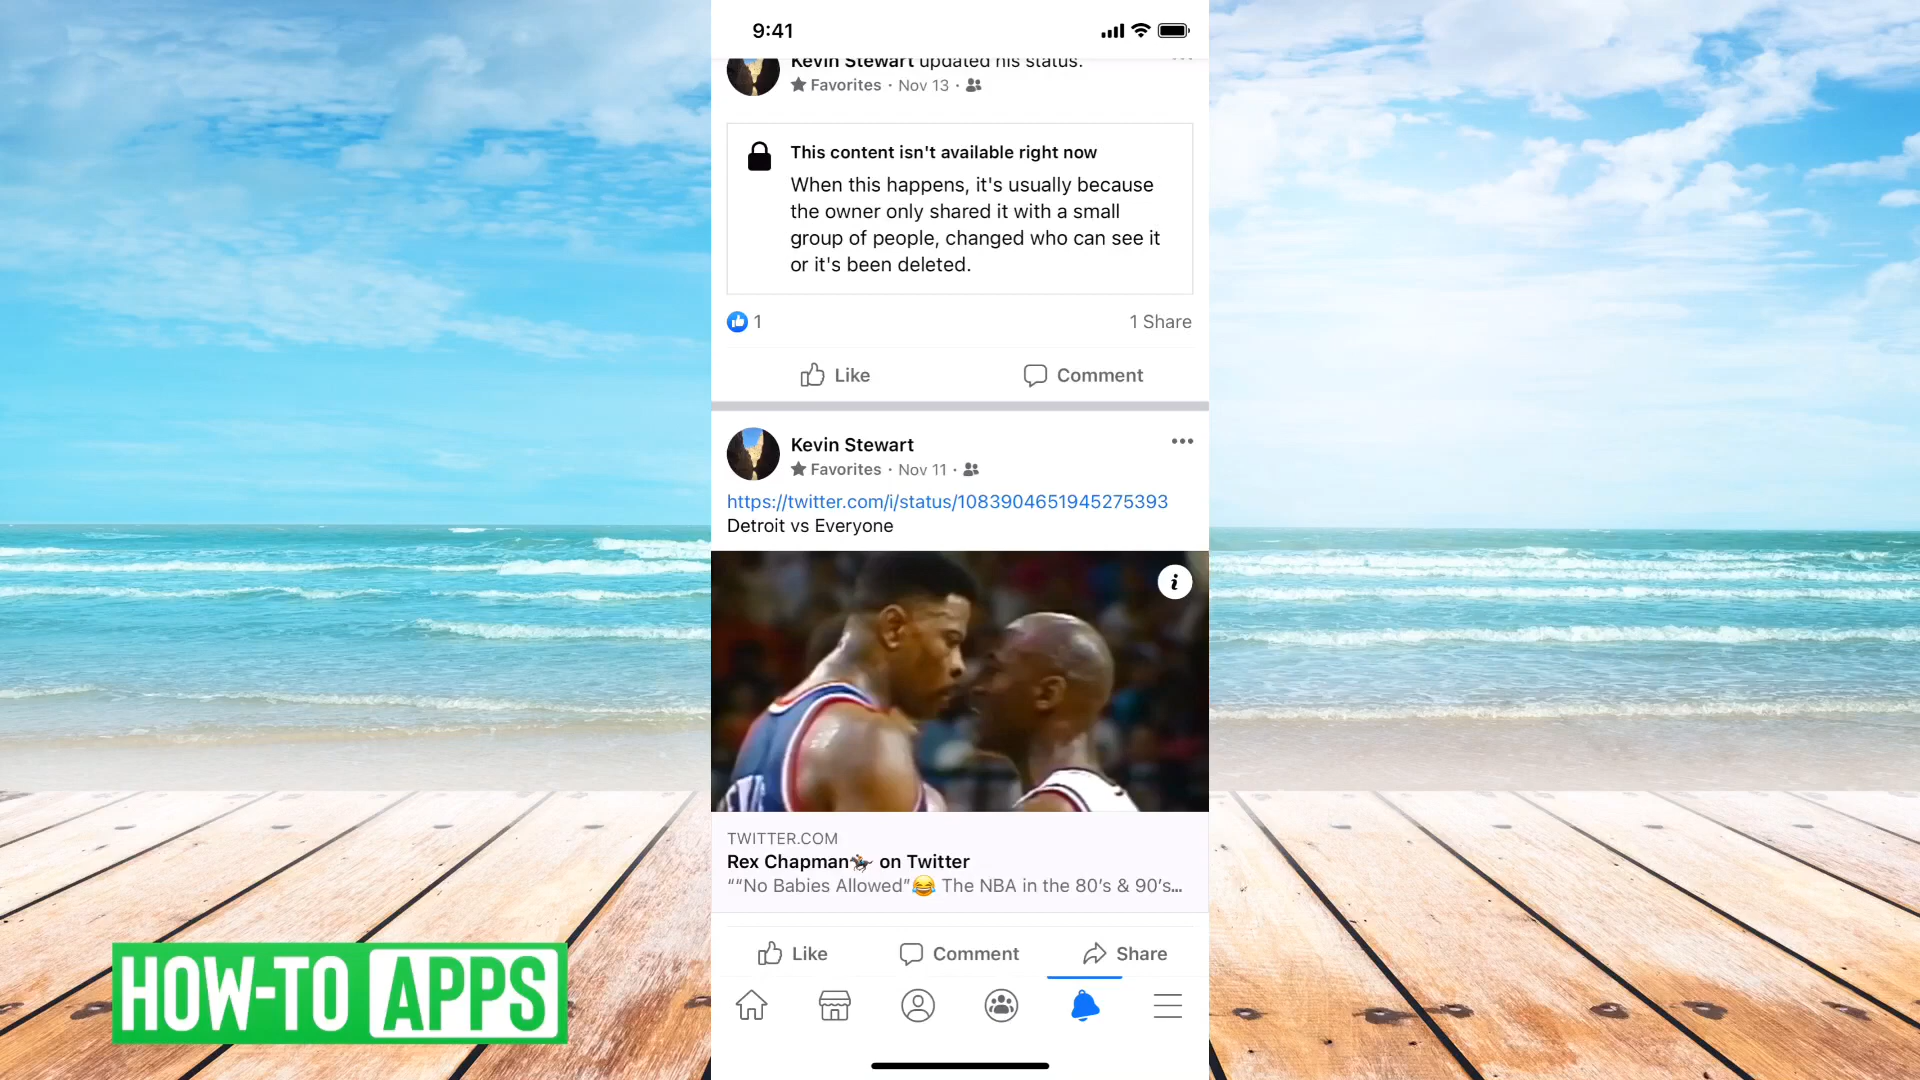 9:41
Kevin Stewart updated his status.
Favorites · Nov 13 ·
This content isn't available right now
When this happens, it's usually because
the owner only shared it with a small
group of people, changed who can see it
or it's been deleted.
1
1 Share
Like
Comment
Kevin Stewart
Favorites · Nov 11 ·
https://twitter.com/i/status/1083904651945275393
Detroit vs Everyone
TWITTER.COM
Rex Chapman🏇 on Twitter
““No Babies Allowed”😂 The NBA in the 80’s & 90’s...
Like
Comment
Share
HOW-TO APPS